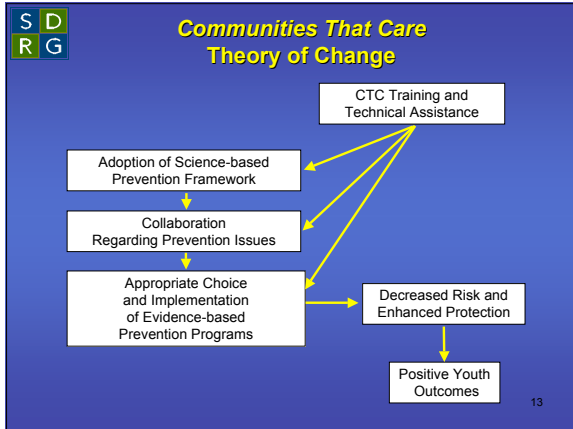 S D
R G
Communities That Care
Theory of Change
CTC Training and
Technical Assistance
Adoption of Science-based
Prevention Framework
Collaboration
Regarding Prevention Issues
Appropriate Choice
and Implementation
of Evidence-based
Prevention Programs
Decreased Risk and
Enhanced Protection
Positive Youth
Outcomes
13